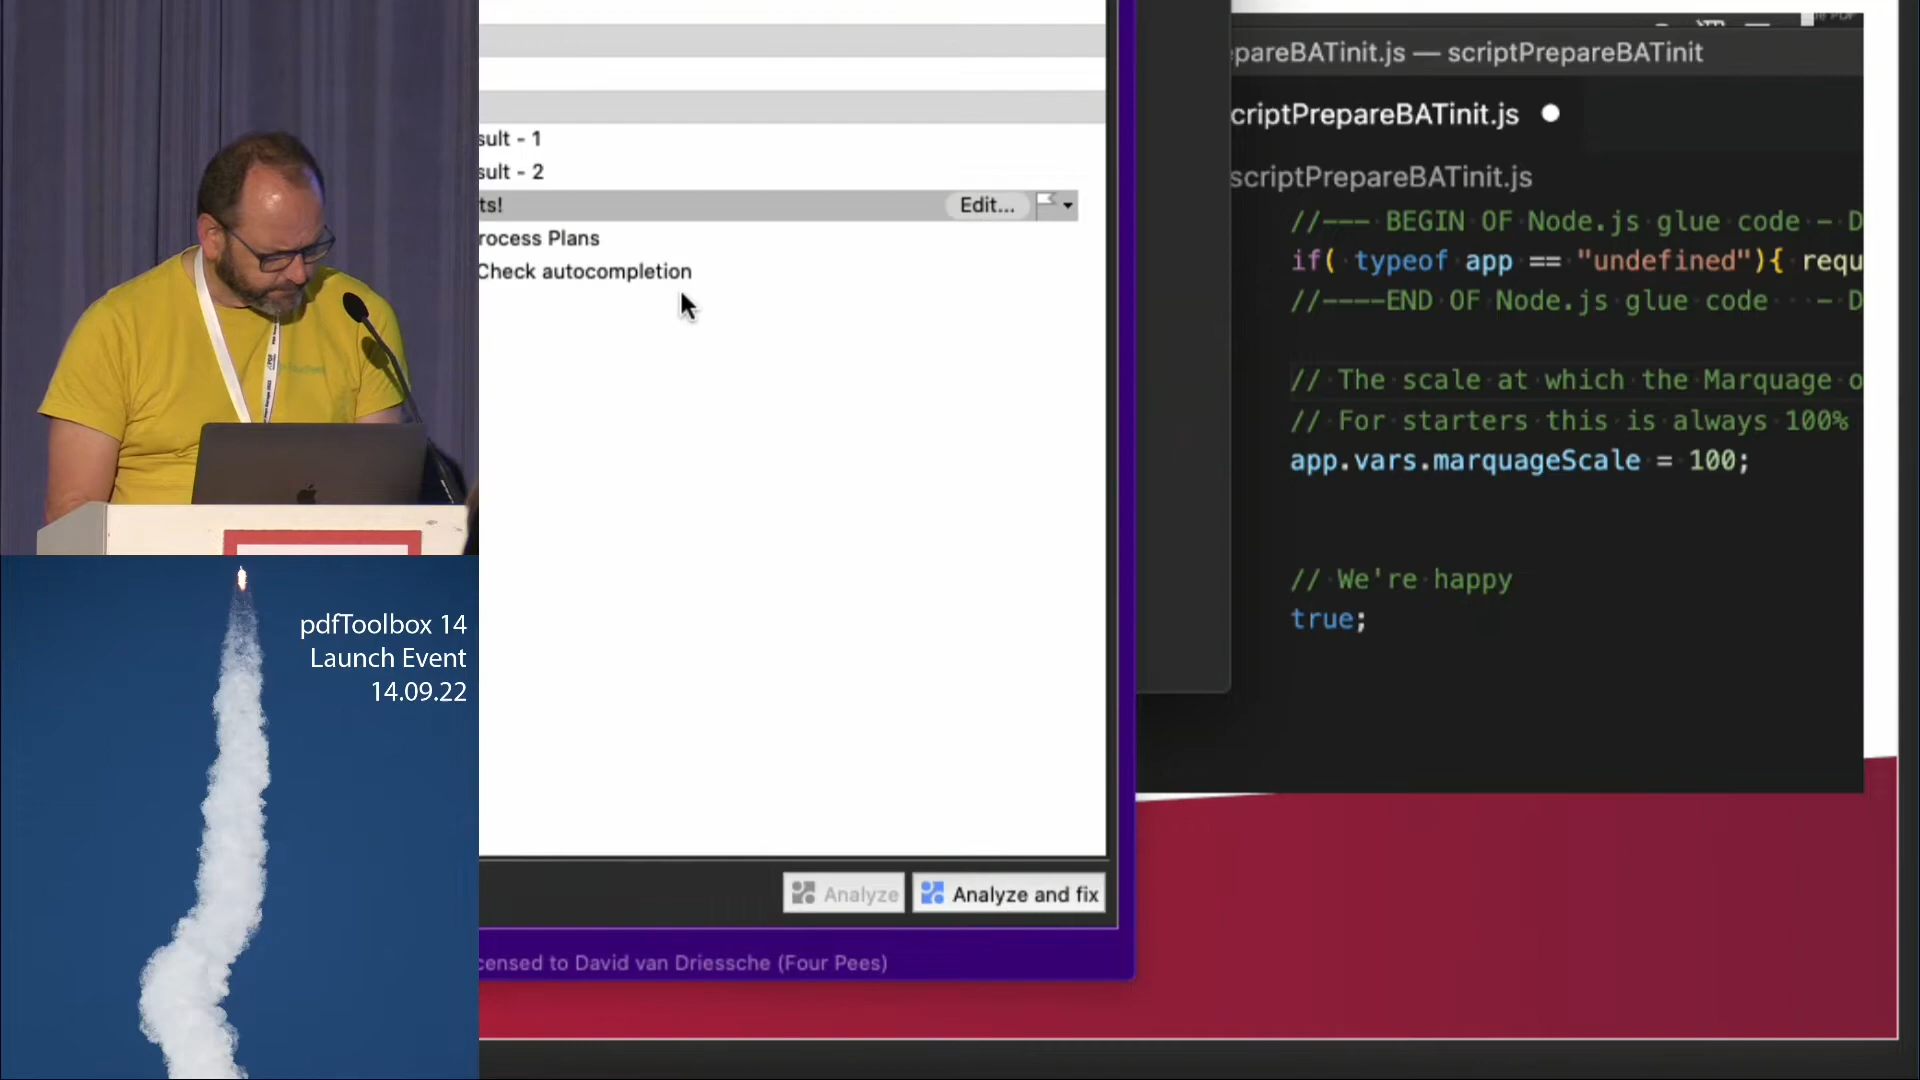 sult - 1
sult - 2
ts!
Edit...
rocess Plans
Check autocompletion
Analyze
Analyze and fix
censed to David van Driessche (Four Pees)
epareBATinit.js — scriptPrepareBATinit
criptPrepareBATinit.js
scriptPrepareBATinit.js
//--- BEGIN OF Node.js glue code - D
if( typeof app == "undefined"){ requ
//----END OF Node.js glue code - D
// The scale at which the Marquage o
// For starters this is always 100%
app.vars.marquageScale = 100;
// We're happy
true;
pdfToolbox 14
Launch Event
14.09.22